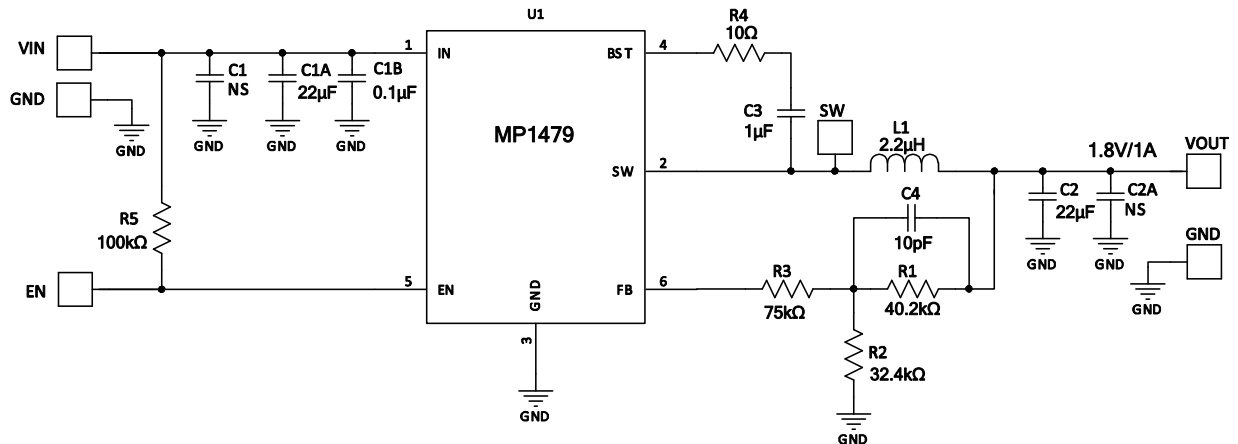 U1
R4
10Ω
VIN
1
IN
BST
4
C1
NS
C1A
22µF
C1B
0.1µF
GND
GND
GND
GND
GND
C3
1µF
SW
MP1479
L1
2.2µH
SW
2
1.8V/1A
VOUT
C4
10pF
C2
22µF
C2A
NS
R5
100kΩ
GND
GND
GND
EN
5
EN
GND
3
FB
6
R3
75kΩ
R1
40.2kΩ
GND
R2
32.4kΩ
GND
GND